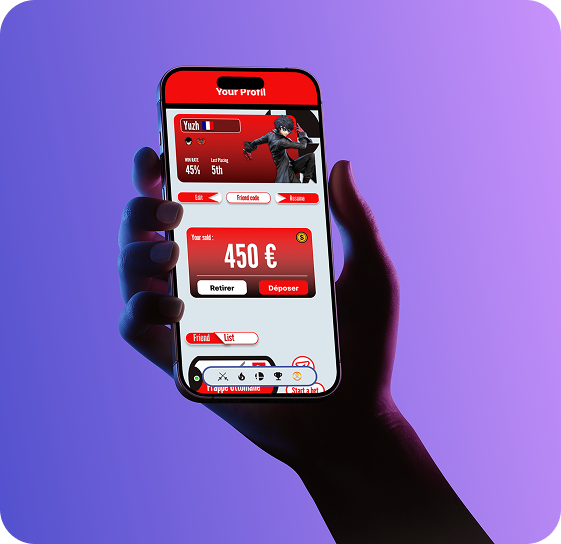 Your Profil
Yuzh
WIN RATE
Last Placing
45%
5th
Edit
Friend code
Resume
Your sold :
$
450 €
Retirer
Déposer
Friend List
Frappe Ottomane
Start a bet